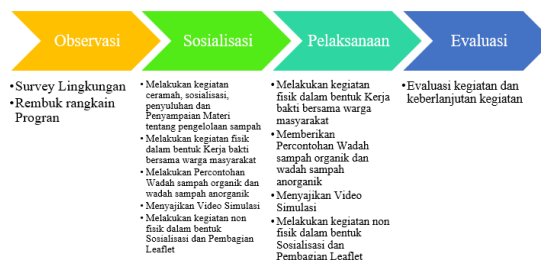 Observasi
Sosialisasi
Pelaksanaan
Evaluasi
•Survey Lingkungan
•Rembuk rangkain
Progran
•Melakukan kegiatan
ceramah, sosialisasi,
penyuluhan dan
Penyampaian Materi
tentang pengelolaan sampah
•Melakukan kegiatan fisik
dalam bentuk Kerja bakti
bersama warga masyarakat
•Melakukan Percontohan
Wadah sampah organik dan
wadah sampah anorganik
•Menyajikan Video Simulasi
•Melakukan kegiatan non
fisik dalam bentuk
Sosialisasi dan Pembagian
Leaflet
•Melakukan kegiatan
fisik dalam bentuk Kerja
bakti bersama warga
masyarakat
•Memberikan
Percontohan Wadah
sampah organik dan
wadah sampah
anorganik
•Menyajikan Video
Simulasi
•Melakukan kegiatan non
fisik dalam bentuk
Sosialisasi dan
Pembagian Leaflet
•Evaluasi kegiatan dan
keberlanjutan kegiatan